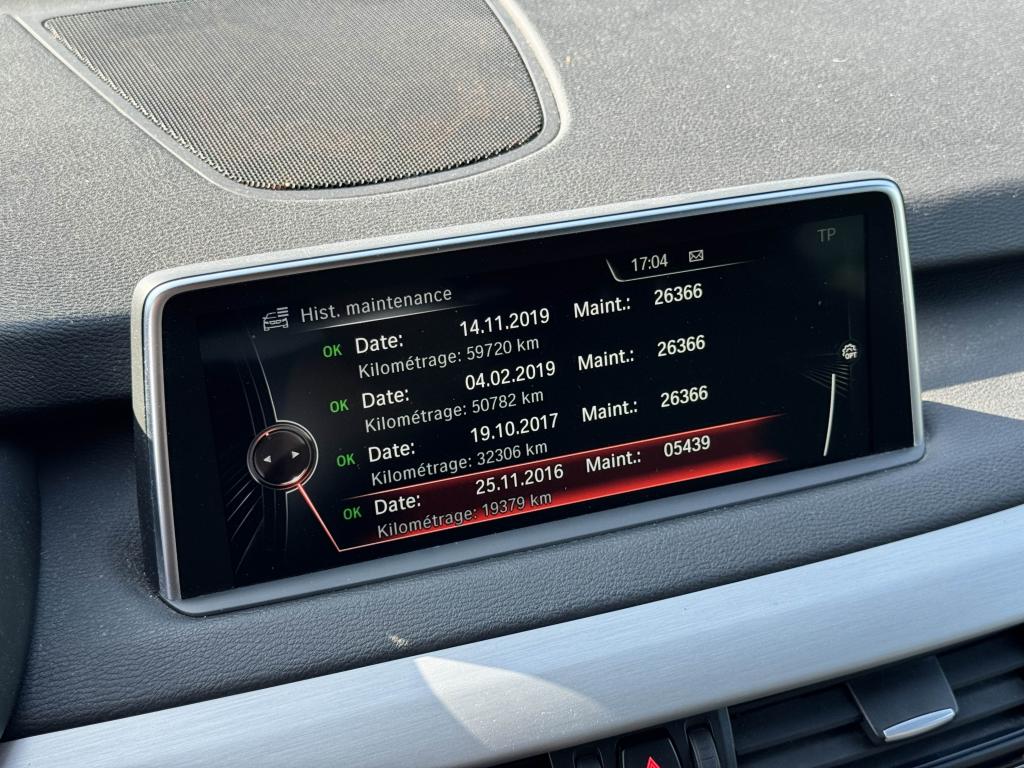 TP
17:04
Hist. maintenance
OK Date: 14.11.2019 Maint.: 26366
Kilométrage: 59720 km
OK Date: 04.02.2019 Maint.: 26366
Kilométrage: 50782 km
OK Date: 19.10.2017 Maint.: 26366
Kilométrage: 32306 km
OK Date: 25.11.2016 Maint.: 05439
Kilométrage: 19379 km
OPT